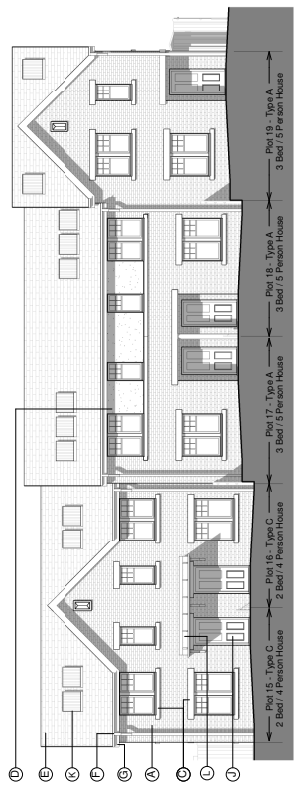 D
E
K
F
G
A
C
L
J
Plot 15 - Type C
2 Bed / 4 Person House
Plot 16 - Type C
2 Bed / 4 Person House
Plot 17 - Type A
3 Bed / 5 Person House
Plot 18 - Type A
3 Bed / 5 Person House
Plot 19 - Type A
3 Bed / 5 Person House